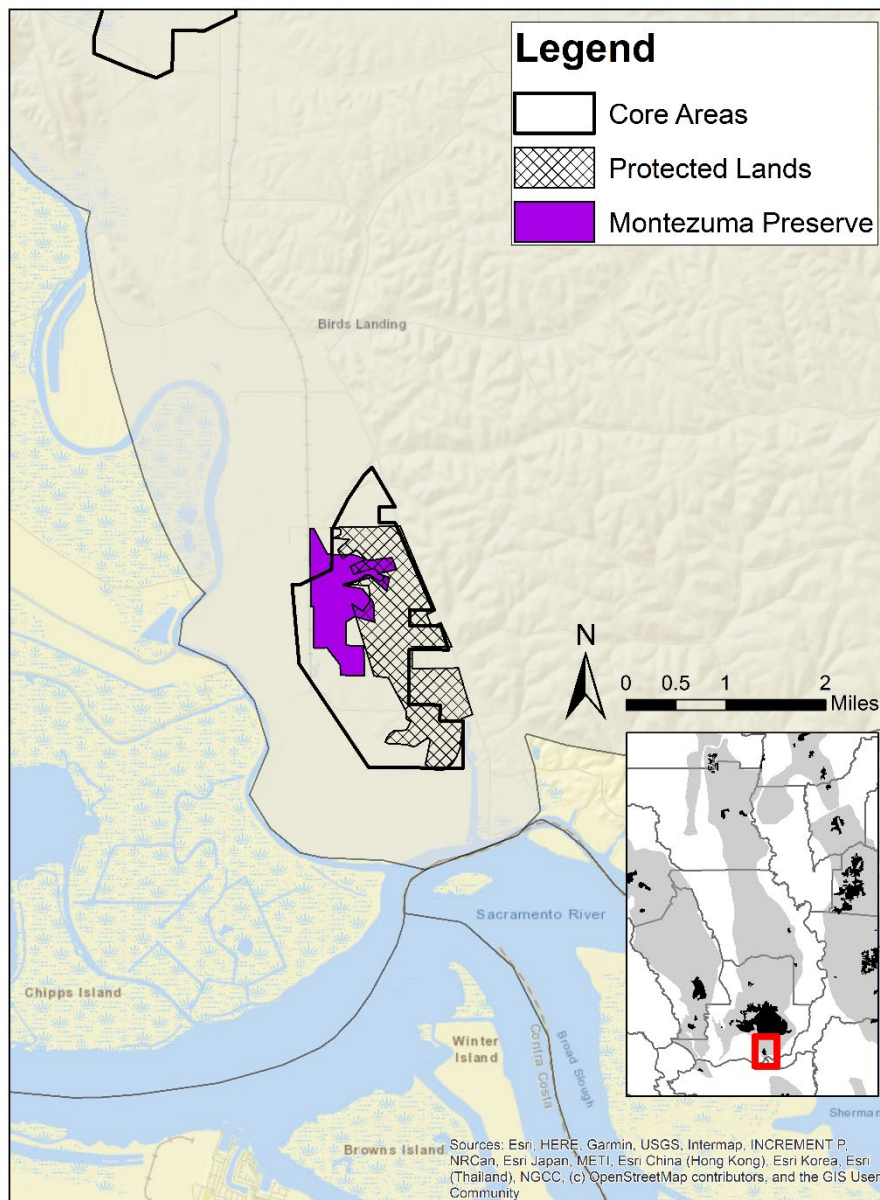 Legend
Core Areas
Protected Lands
Montezuma Preserve
Birds Landing
N
0 0.5 1 2
Miles
Sacramento River
Chipps Island
Winter
Island
Contra Costa
Broad Slough
Browns Island
Sherman
Sources: Esri, HERE, Garmin, USGS, Intermap, INCREMENT P,
NRCan, Esri Japan, METI, Esri China (Hong Kong), Esri Korea, Esri
(Thailand), NGCC, (c) OpenStreetMap contributors, and the GIS User
Community